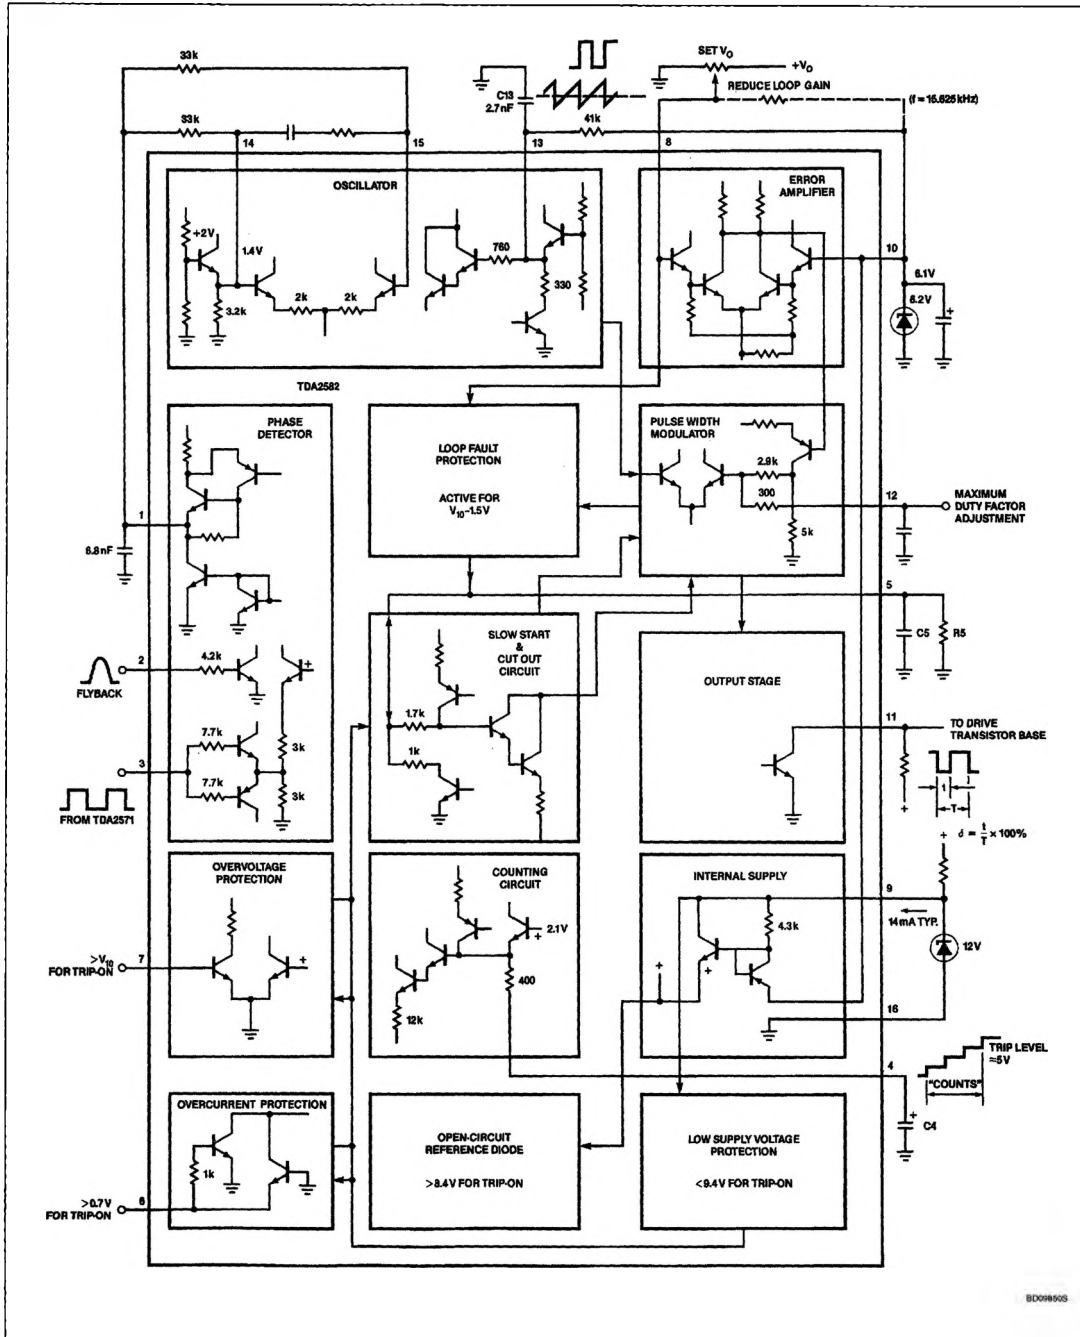 33k
SET VO
+VO
REDUCE LOOP GAIN
C13
2.7nF
(f = 15.625kHz)
33k
41k
14
15
13
8
OSCILLATOR
ERROR
AMPLIFIER
+2V
1.4V
760
330
10
2k
2k
3.2k
6.1V
6.2V
TDA2582
PHASE
DETECTOR
LOOP FAULT
PROTECTION
ACTIVE FOR
V10-1.5V
PULSE WIDTH
MODULATOR
2.9k
300
5k
12
MAXIMUM
DUTY FACTOR
ADJUSTMENT
1
6.8nF
5
SLOW START
&
CUT OUT
CIRCUIT
C5
R5
2
4.2k
+
FLYBACK
OUTPUT STAGE
1.7k
1k
11
TO DRIVE
TRANSISTOR BASE
7.7k
3k
3
7.7k
3k
FROM TDA2571
t
T
+
+
δ = t/T × 100%
OVERVOLTAGE
PROTECTION
COUNTING
CIRCUIT
INTERNAL SUPPLY
9
14mA TYP.
2.1V
+
4.3k
12V
>V10
FOR TRIP-ON
7
+
400
+
+
12k
16
4
TRIP LEVEL
≈5V
"COUNTS"
+
C4
OVERCURRENT PROTECTION
OPEN-CIRCUIT
REFERENCE DIODE
>8.4V FOR TRIP-ON
LOW SUPPLY VOLTAGE
PROTECTION
<9.4V FOR TRIP-ON
1k
>0.7V
FOR TRIP-ON
6
BD09850S